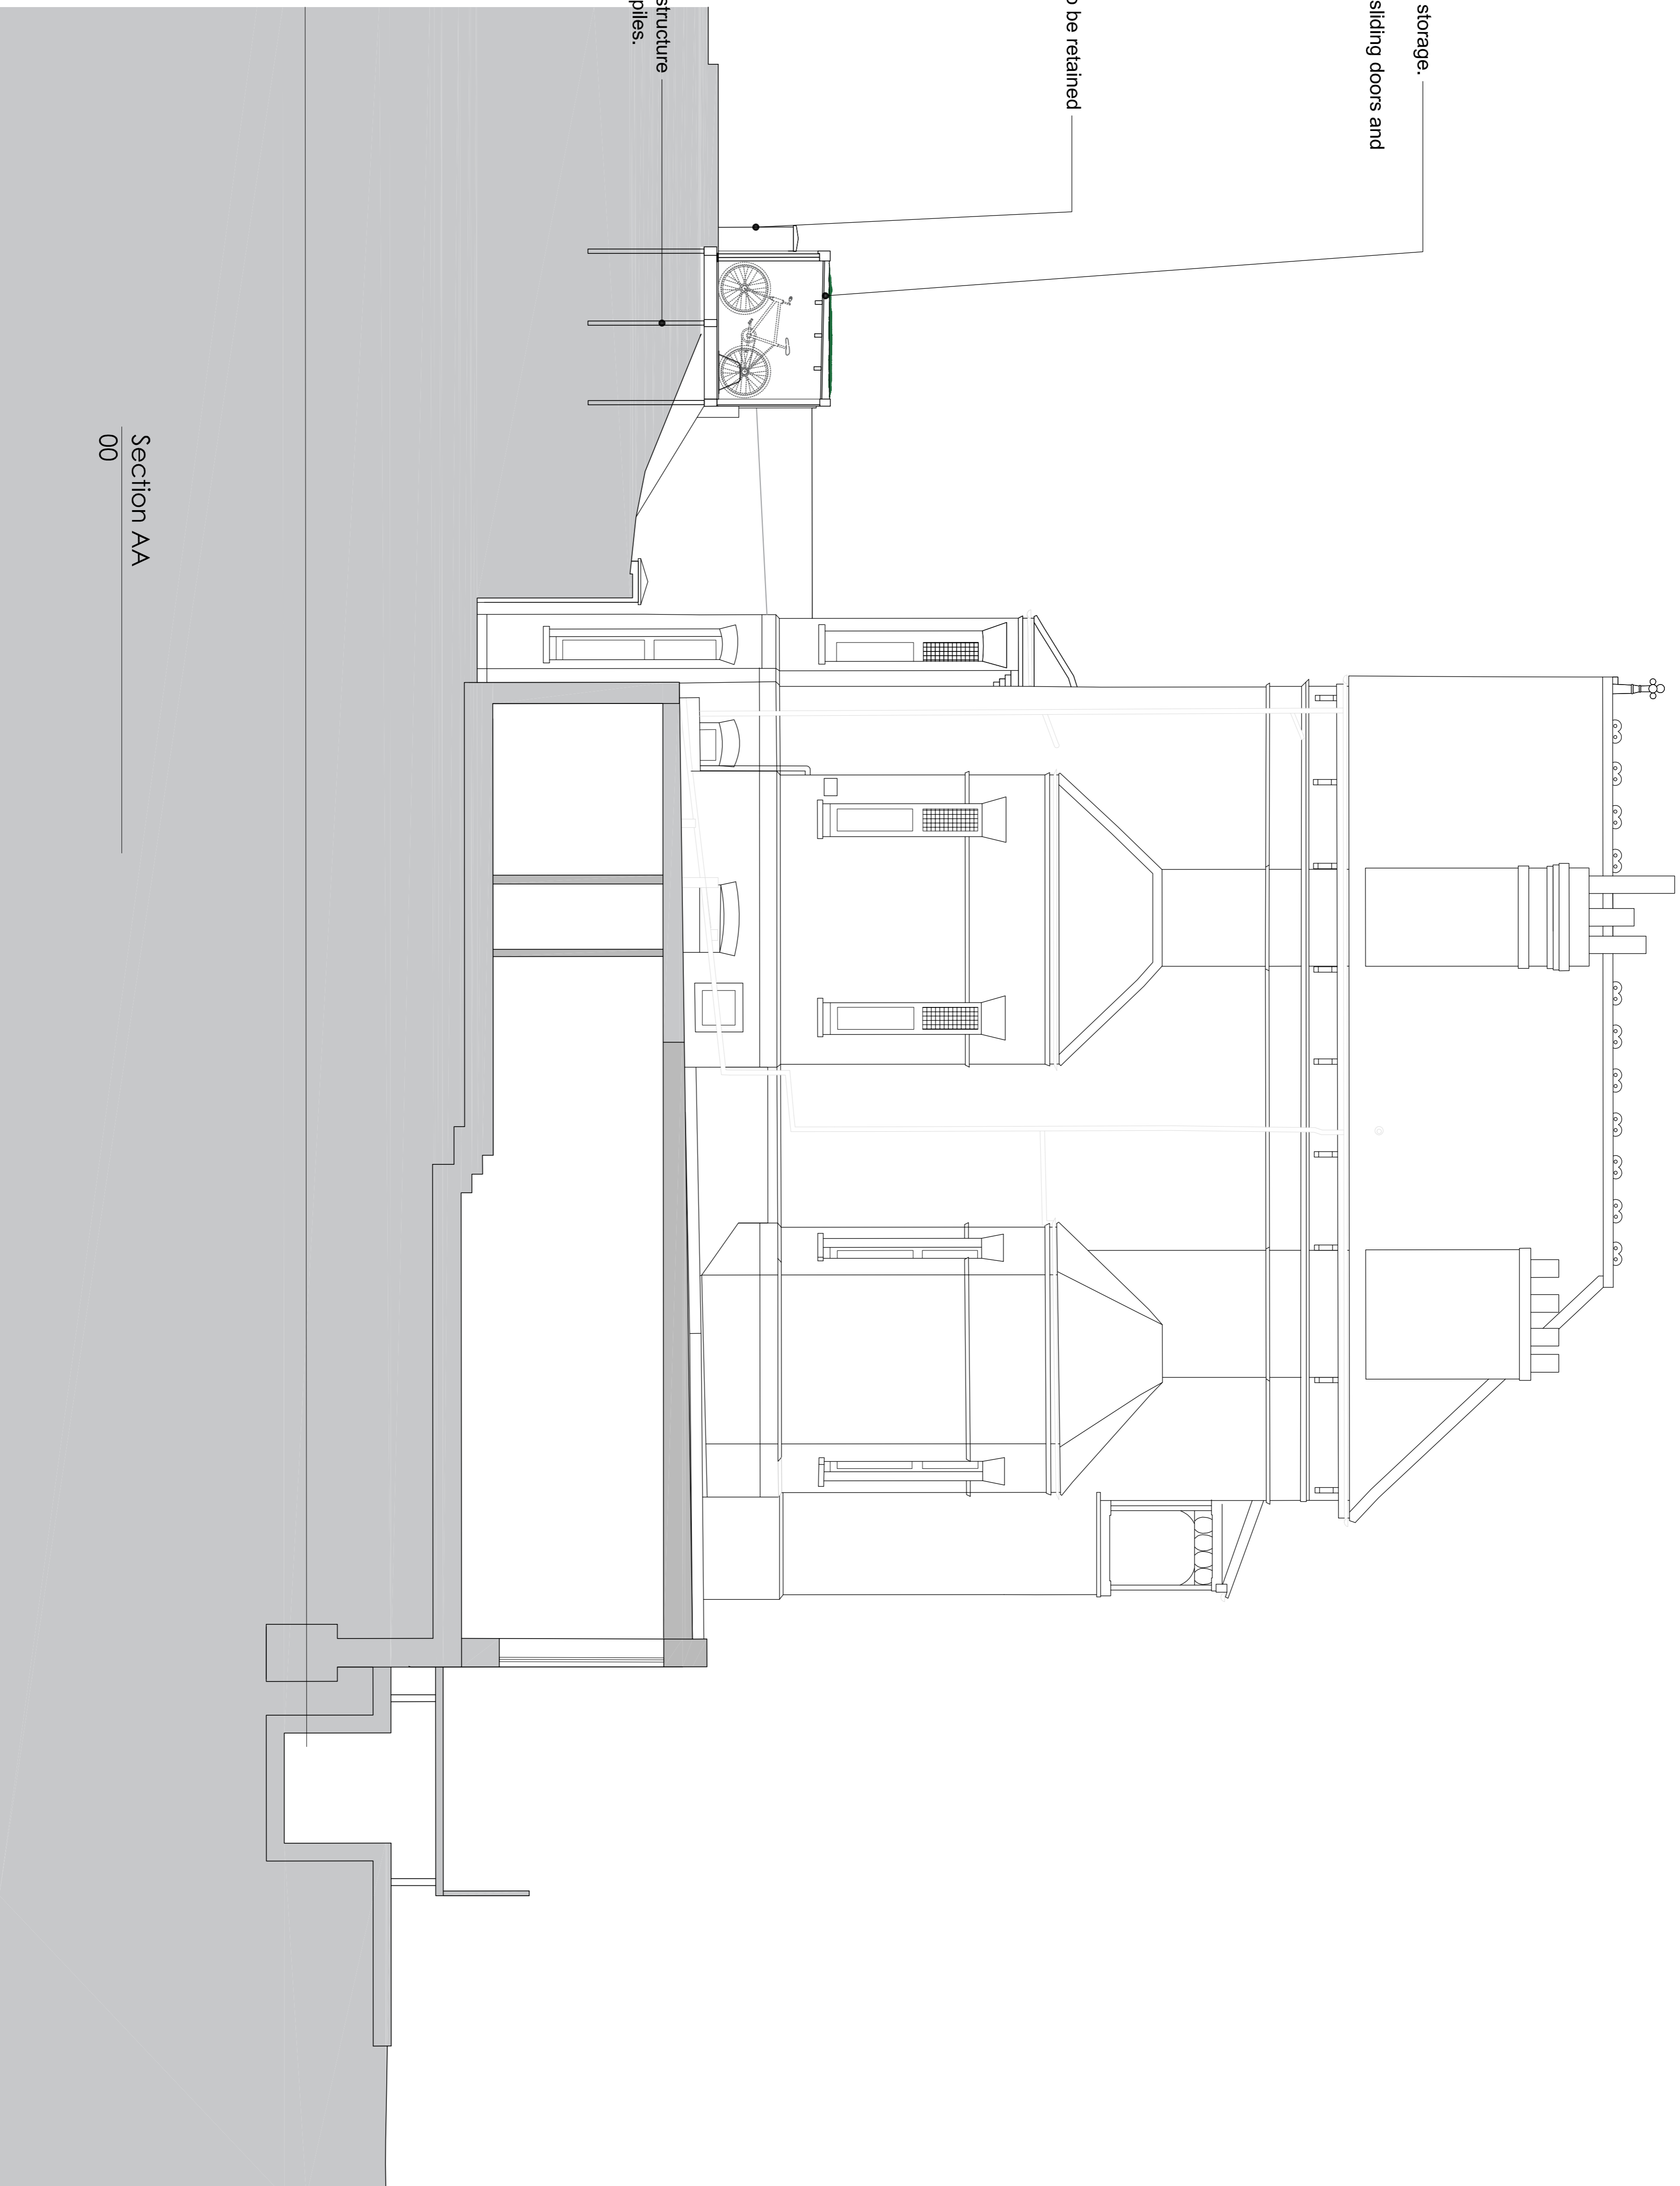 storage.
sliding doors and
be retained
structure
piles.
Section AA
00